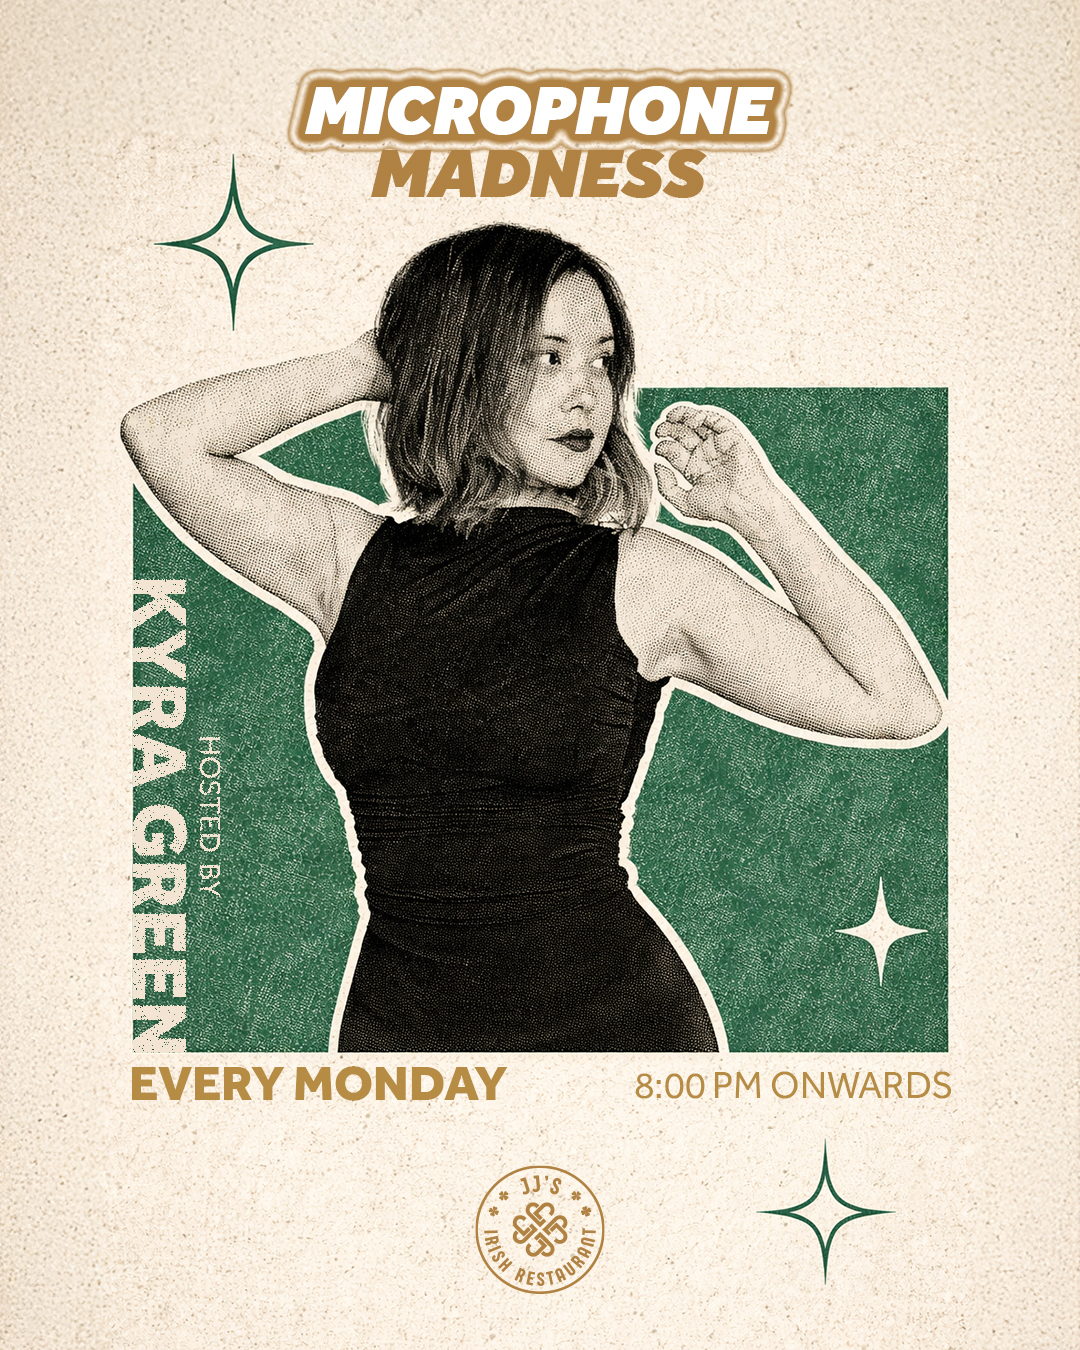 MICROPHONE
MADNESS
HOSTED BY
KYRA GREEN
EVERY MONDAY
8:00 PM ONWARDS
JJ'S
IRISH RESTAURANT